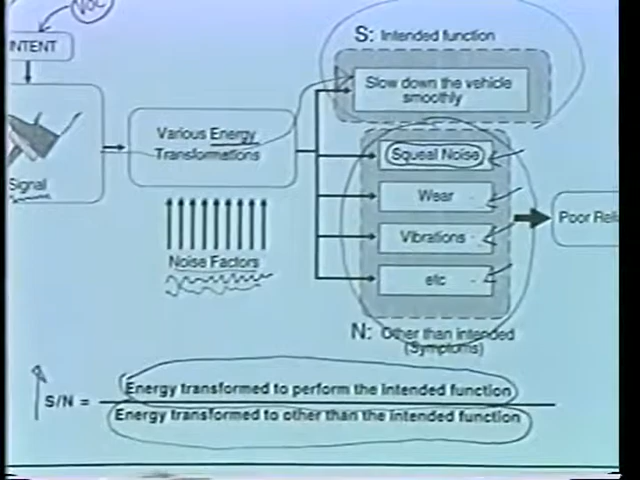 VOC
INTENT
S: Intended function
Slow down the vehicle
smoothly
Various Energy
Transformations
Squeal Noise
Signal
Wear
Poor Rel
Vibrations
Noise Factors
etc
N: Other than intended
(Symptoms)
S/N =
Energy transformed to perform the intended function
Energy transformed to other than the intended function